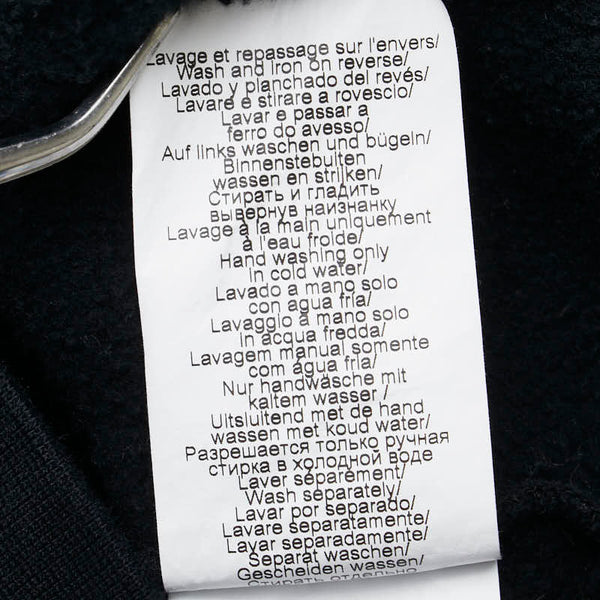 Lavage et repassage sur l'envers/
Wash and Iron on reverse/
Lavado y planchado del revés/
Lavare e stirare a rovescio/
Lavar e passar a
ferro do avesso/
Auf links waschen und bügeln/
Binnenstebuiten
wassen en strijken/
Стирать и гладить
вывернув наизнанку
Lavage à la main uniquement
à l'eau froide/
Hand washing only
in cold water/
Lavado a mano solo
con agua fría/
Lavaggio a mano solo
in acqua fredda/
Lavagem manual somente
com água fria/
Nur handwäsche mit
kaltem wasser /
Uitsluitend met de hand
wassen met koud water/
Разрешается только ручная
стирка в холодной воде
Laver séparement/
Wash separately/
Lavar por separado/
Lavare separatamente/
Lavar separadamente/
Separat waschen/
Gescheiden wassen/
Стирать отдельно